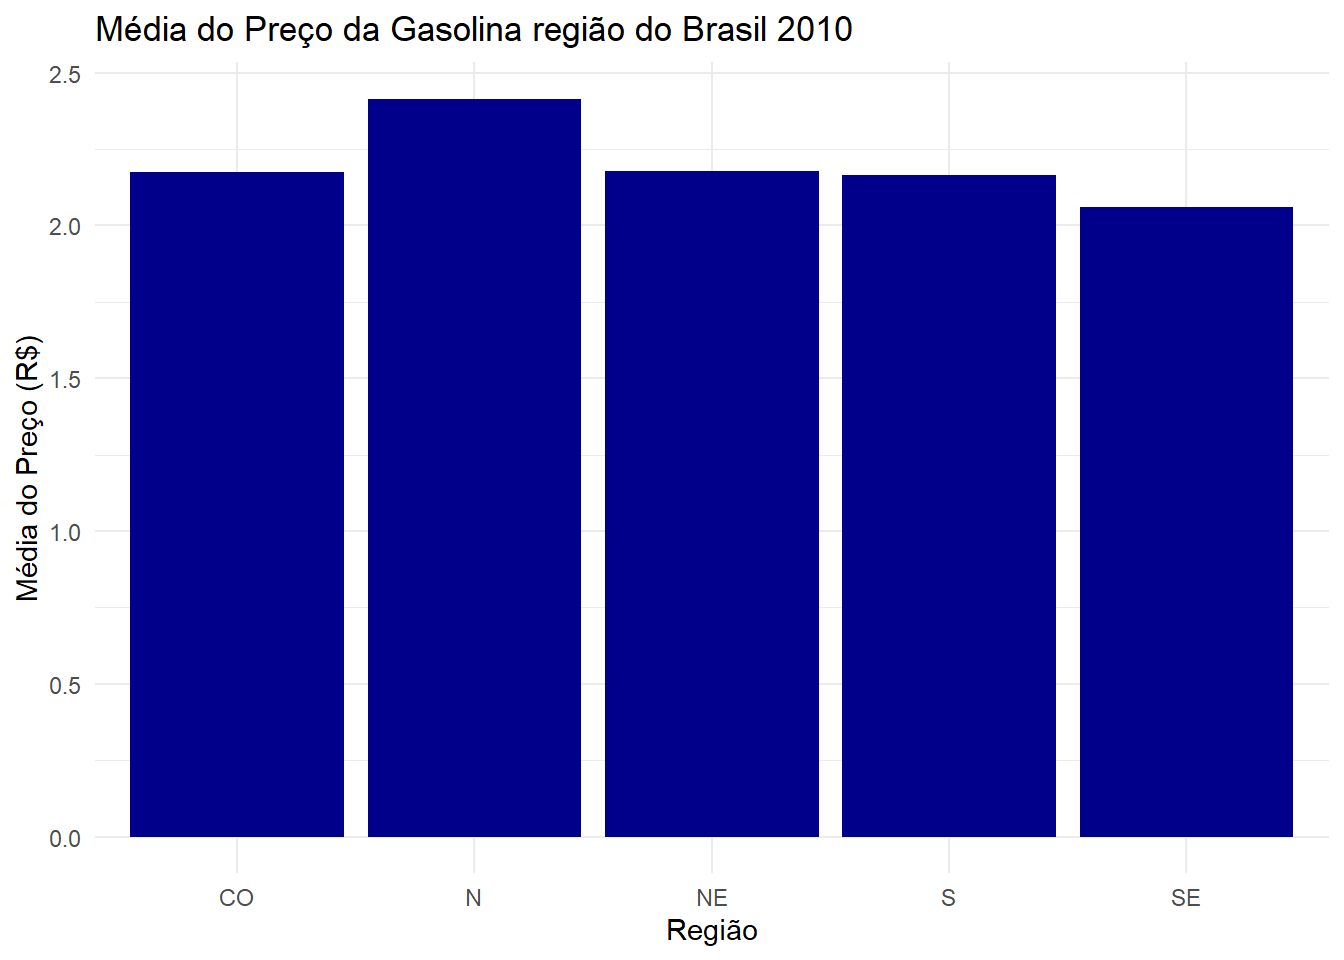 Média do Preço da Gasolina região do Brasil 2010
Média do Preço (R$)
2.5
2.0
1.5
1.0
0.5
0.0
CO
N
NE
S
SE
Região